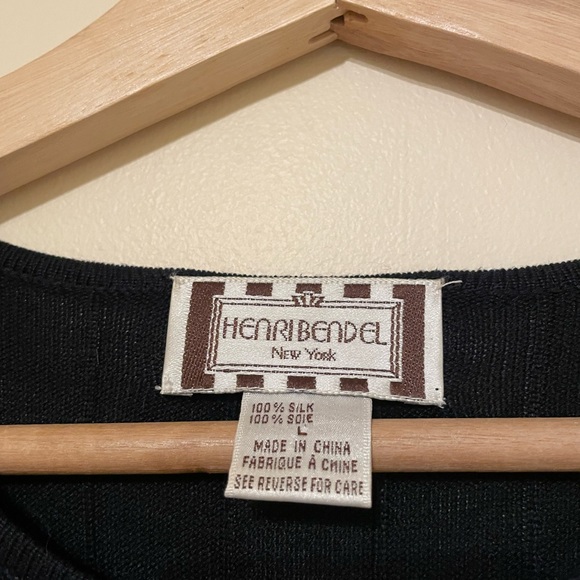 HENRI BENDEL
NEW YORK
100% SILK
100% SOIE
L
MADE IN CHINA
FABRIQUE À CHINE
SEE REVERSE FOR CARE